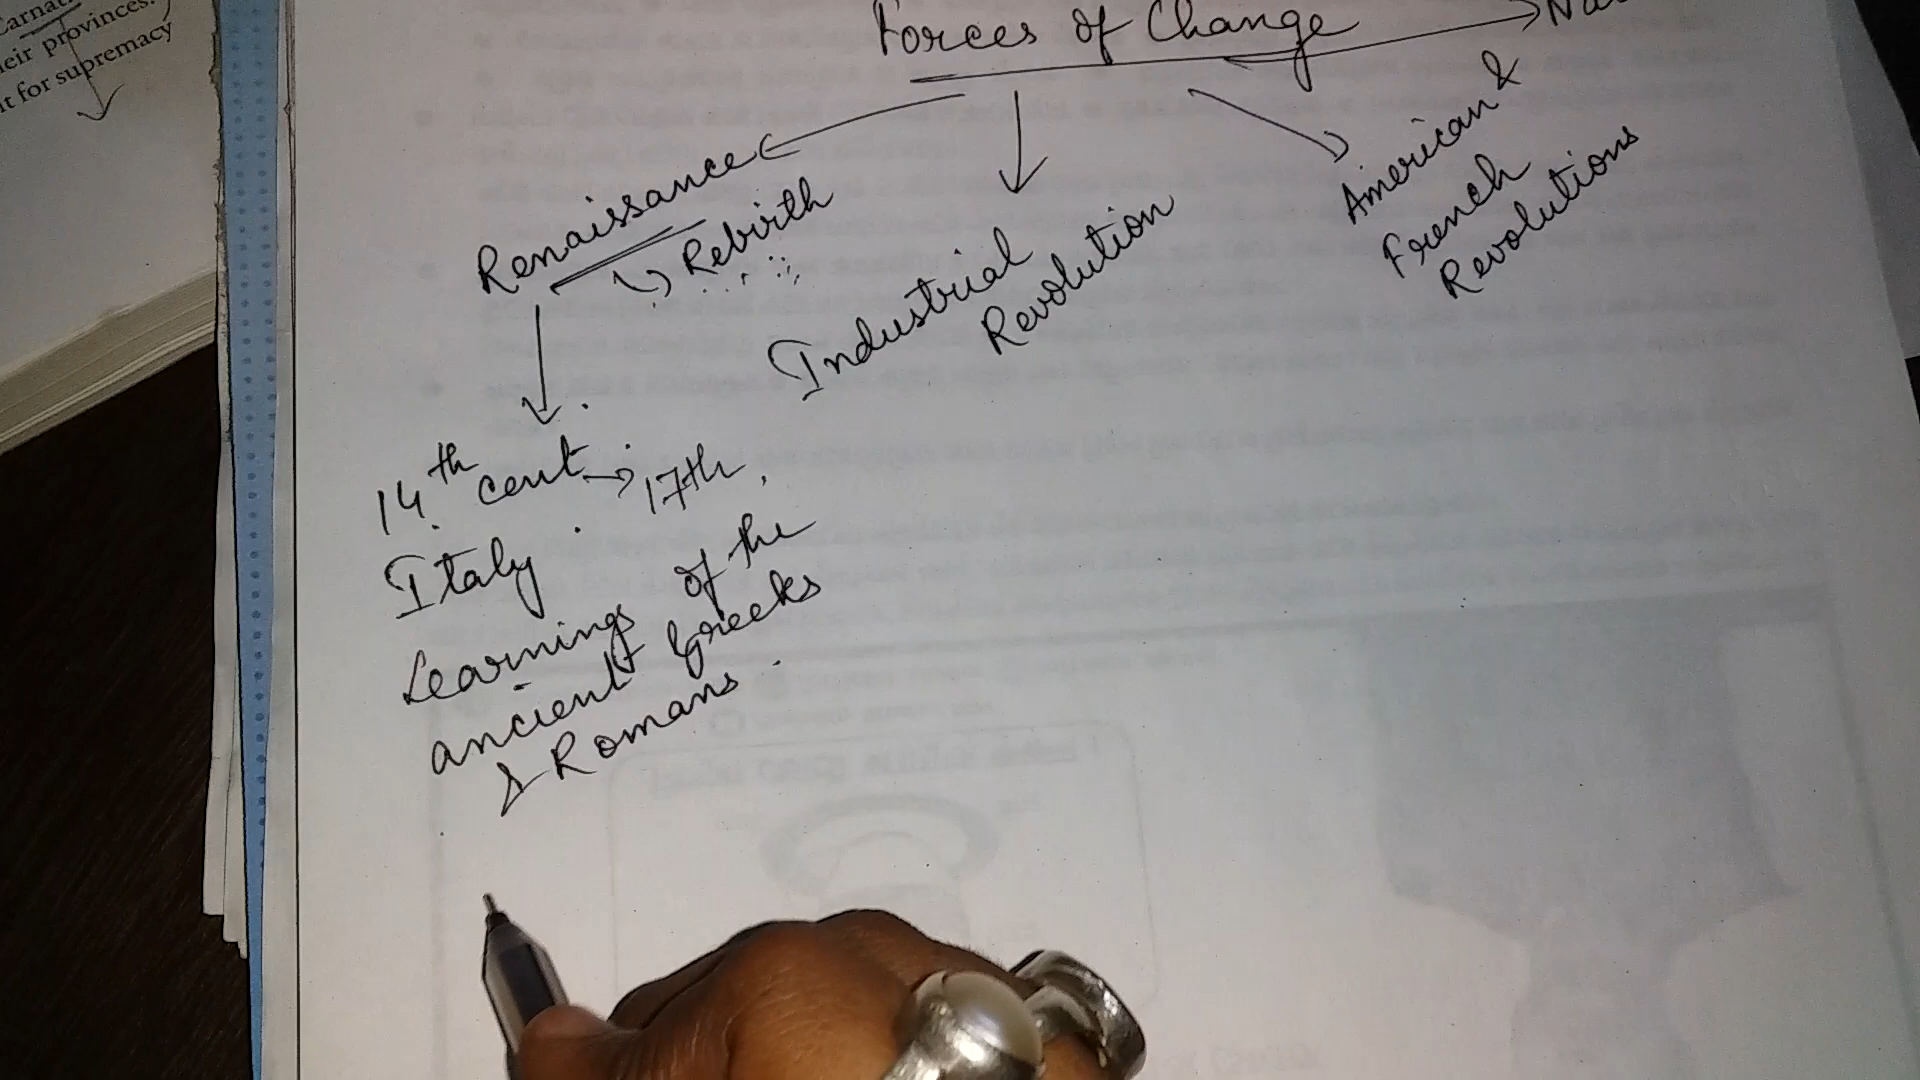 their provinces.
for supremacy
Forces of Change
Renaissance
Rebirth
Industrial
Revolution
American &
French
Revolutions
14th cent → 17th.
Italy.
Learnings of the
ancient Greeks
& Romans.